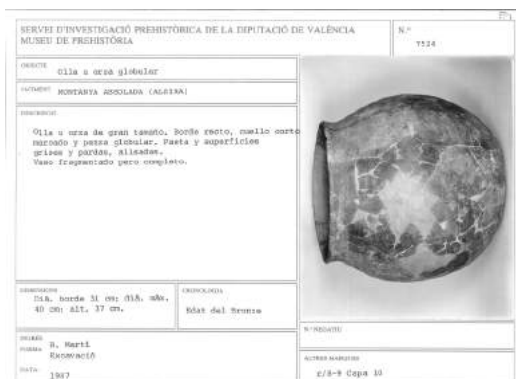 SERVEI D'INVESTIGACIÓ PREHISTÒRICA DE LA DIPUTACIÓ DE VALÈNCIA
MUSEU DE PREHISTÒRIA
N.º
7524
OBJECTE
Olla u orza globular
JACIMENT MONTANYA ASSOLADA (ALZIRA)
DESCRIPCIÓ
Olla u orza de gran tamaño. Borde recto, cuello corto
marcado y panza globular. Pasta y superficies
grises y pardas, alisadas.
Vaso fragmentado pero completo.
DIMENSIONS
Diá. borde 31 cm; diá. máx.
40 cm; alt. 37 cm.
CRONOLOGIA
Edat del Bronze
N.º NEGATIU
INGRÉS
FORMA
B. Martí
Excavació
DATA
1987
ALTRES MARQUES
r/8-9 Capa 10